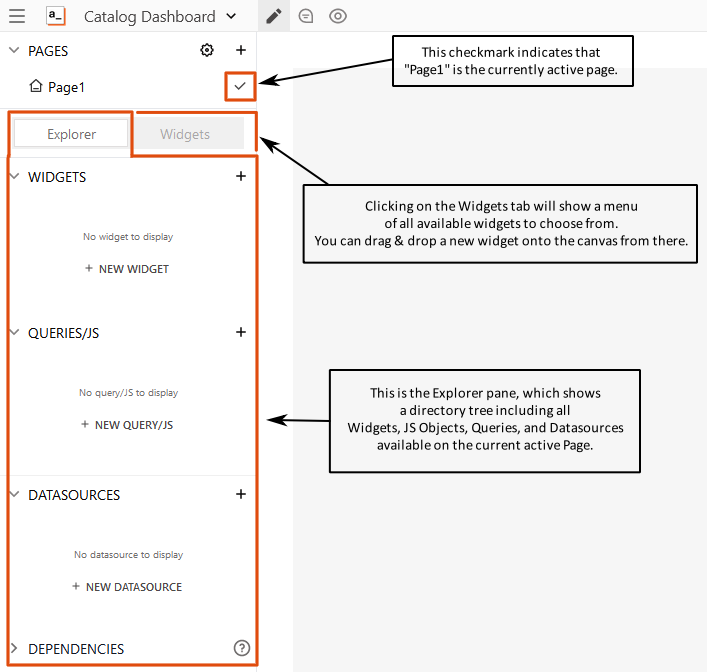 a_
Catalog Dashboard
PAGES
Page1
This checkmark indicates that
"Page1" is the currently active page.
Explorer
Widgets
WIDGETS
No widget to display
NEW WIDGET
Clicking on the Widgets tab will show a menu
of all available widgets to choose from.
You can drag & drop a new widget onto the canvas from there.
QUERIES/JS
No query/JS to display
NEW QUERY/JS
This is the Explorer pane, which shows
a directory tree including all
Widgets, JS Objects, Queries, and Datasources
available on the current active Page.
DATASOURCES
No datasource to display
NEW DATASOURCE
DEPENDENCIES
?